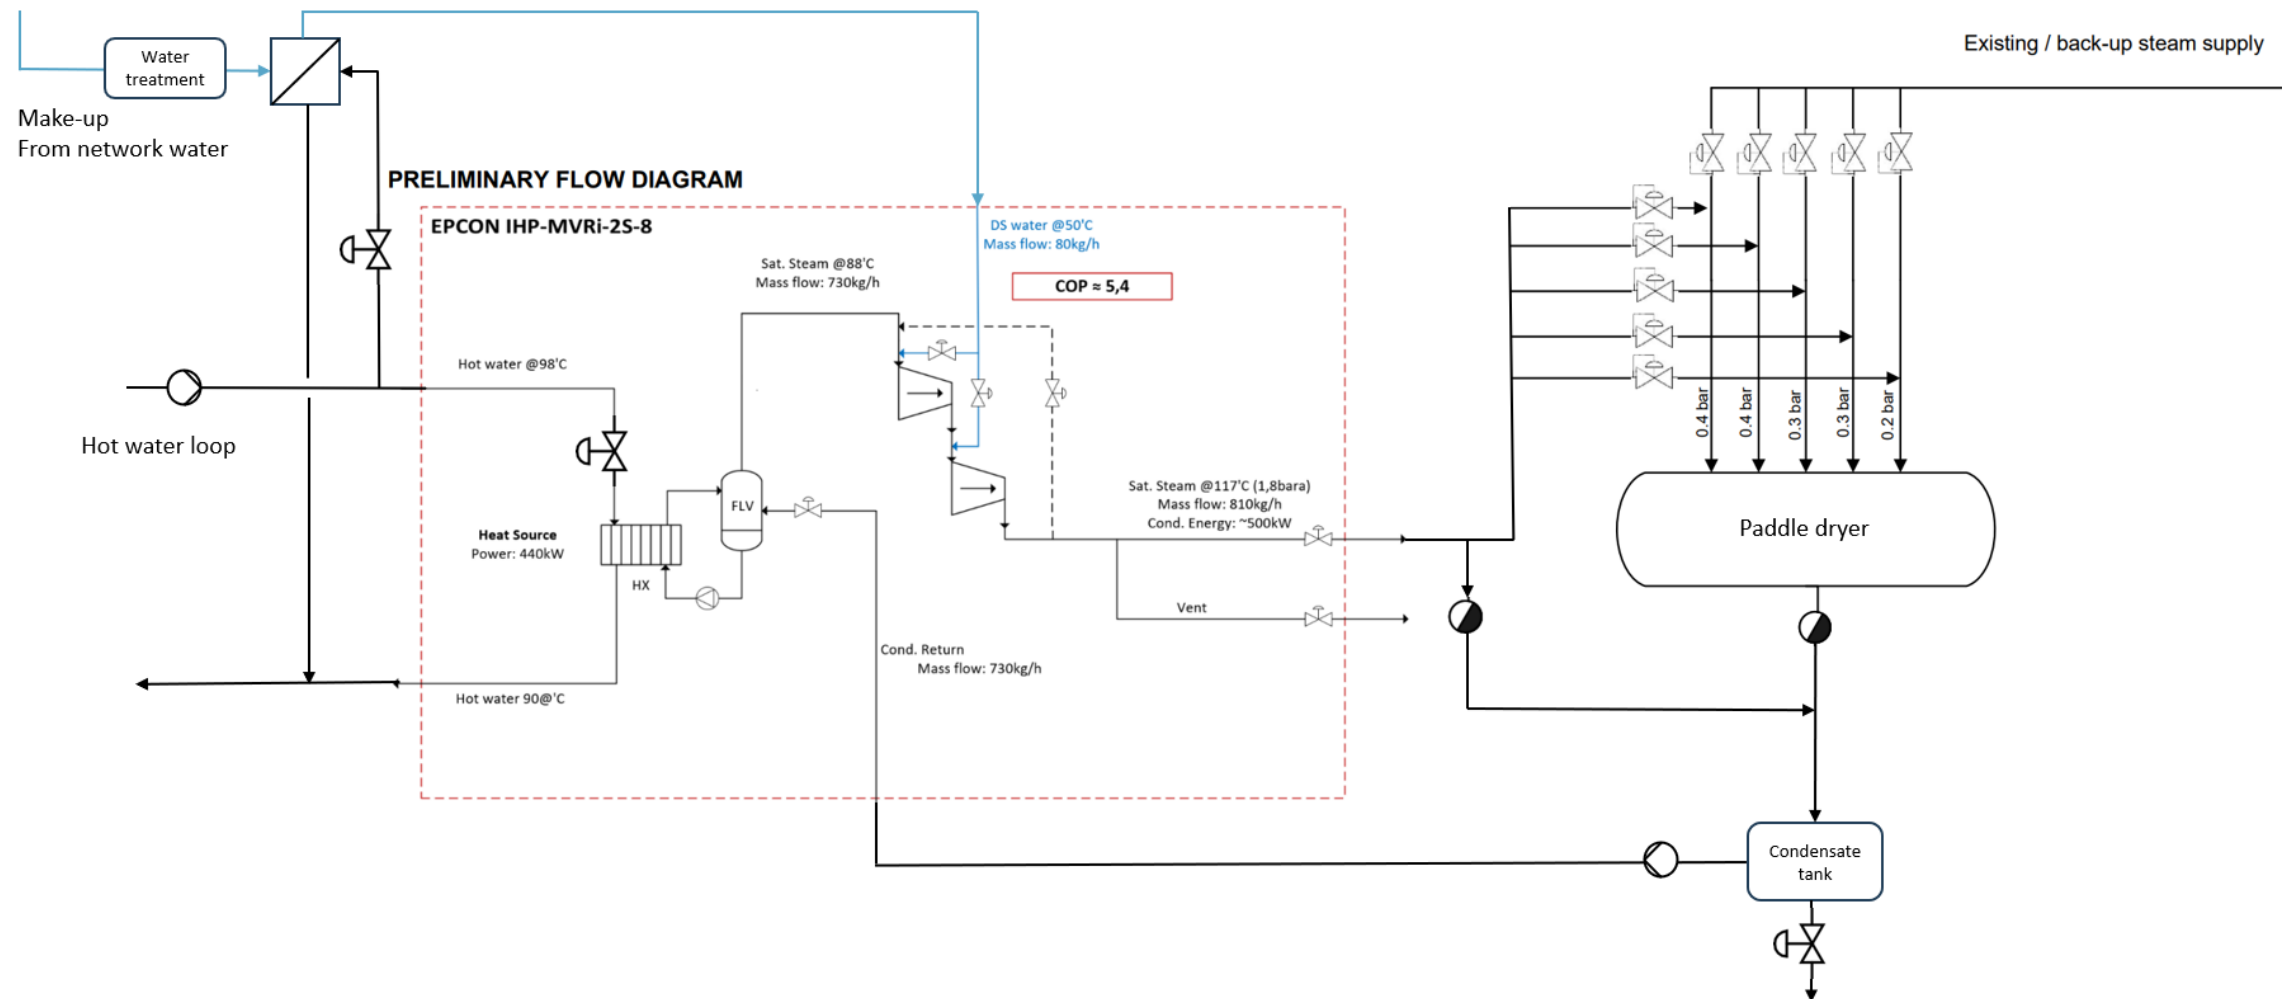 Existing / back-up steam supply
Water
treatment
Make-up
From network water
PRELIMINARY FLOW DIAGRAM
EPCON IHP-MVRi-2S-8
DS water @50'C
Mass flow: 80kg/h
Sat. Steam @88'C
Mass flow: 730kg/h
COP ≈ 5,4
Hot water @98'C
Hot water loop
0.4 bar
0.4 bar
0.3 bar
0.3 bar
0.2 bar
Sat. Steam @117'C (1,8bara)
Mass flow: 810kg/h
Cond. Energy: ~500kW
FLV
Heat Source
Power: 440kW
HX
Paddle dryer
Vent
Cond. Return
Mass flow: 730kg/h
Hot water 90@'C
Condensate
tank